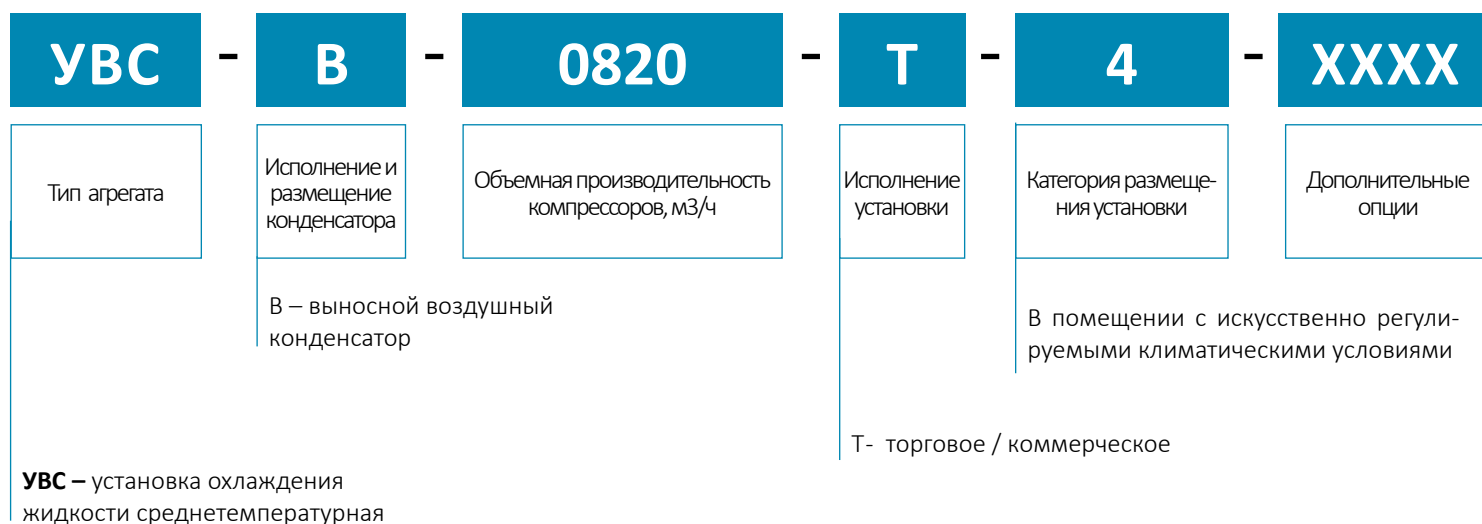 УВС - В - 0820 - Т - 4 - XXXX
Тип агрегата
Исполнение и
размещение
конденсатора
Объемная производительность
компрессоров, м3/ч
Исполнение
установки
Категория размеще-
ния установки
Дополнительные
опции
В – выносной воздушный
конденсатор
В помещении с искусственно регули-
руемыми климатическими условиями
Т- торговое / коммерческое
УВС – установка охлаждения
жидкости среднетемпературная